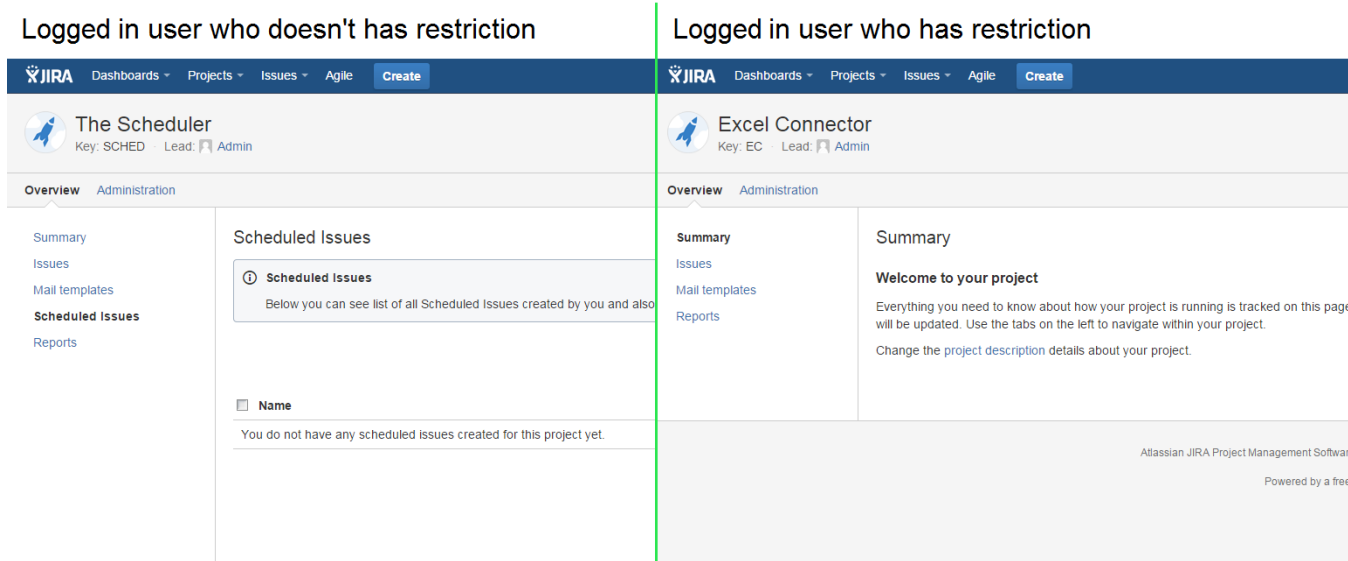 Logged in user who doesn't has restriction
JIRA Dashboards Projects Issues Agile Create
The Scheduler
Key: SCHED · Lead: Admin
Overview Administration
Summary
Issues
Mail templates
Scheduled Issues
Reports
Scheduled Issues
Scheduled Issues
Below you can see list of all Scheduled Issues created by you and also
Name
You do not have any scheduled issues created for this project yet.
Logged in user who has restriction
JIRA Dashboards Projects Issues Agile Create
Excel Connector
Key: EC · Lead: Admin
Overview Administration
Summary
Issues
Mail templates
Reports
Summary
Welcome to your project
Everything you need to know about how your project is running is tracked on this page
will be updated. Use the tabs on the left to navigate within your project.
Change the project description details about your project.
Atlassian JIRA Project Management Softwar
Powered by a free